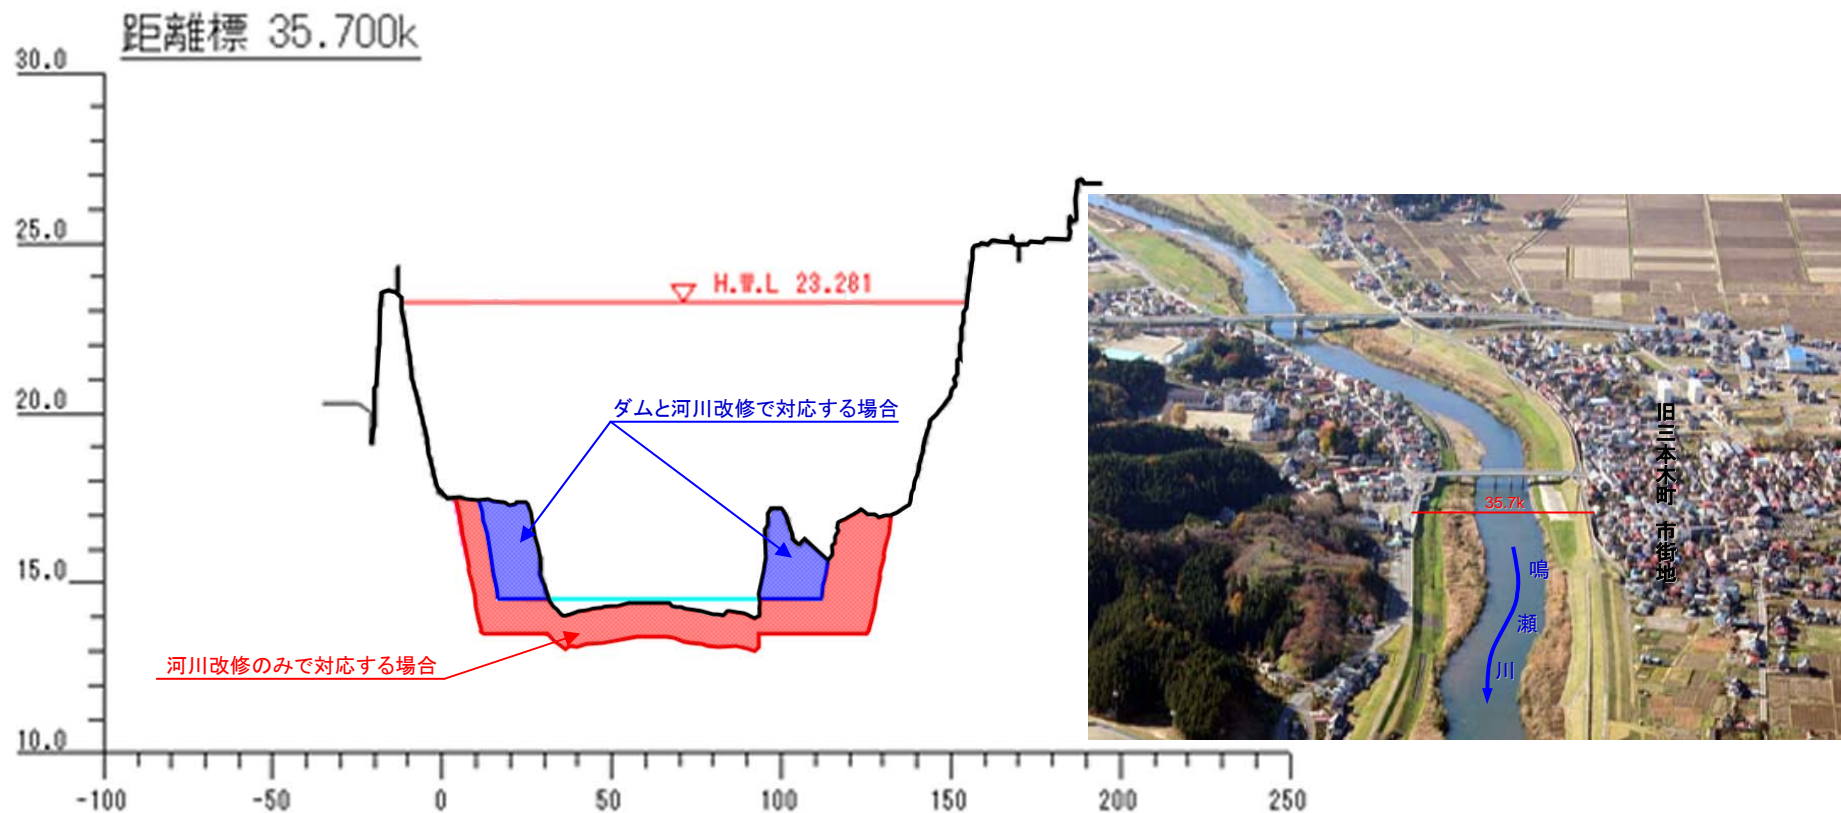 距離標 35.700k
30.0
25.0
20.0
15.0
10.0
H.W.L 23.281
ダムと河川改修で対応する場合
河川改修のみで対応する場合
-100
-50
0
50
100
150
200
250
旧三本木町 市街地
35.7k
鳴瀬川